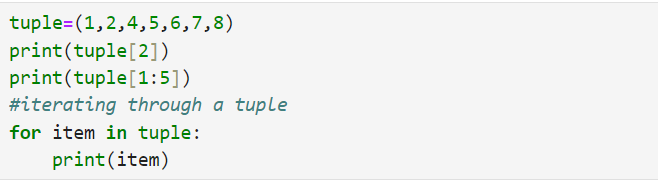 tuple=(1,2,4,5,6,7,8)
print(tuple[2])
print(tuple[1:5])
#iterating through a tuple
for item in tuple:
    print(item)